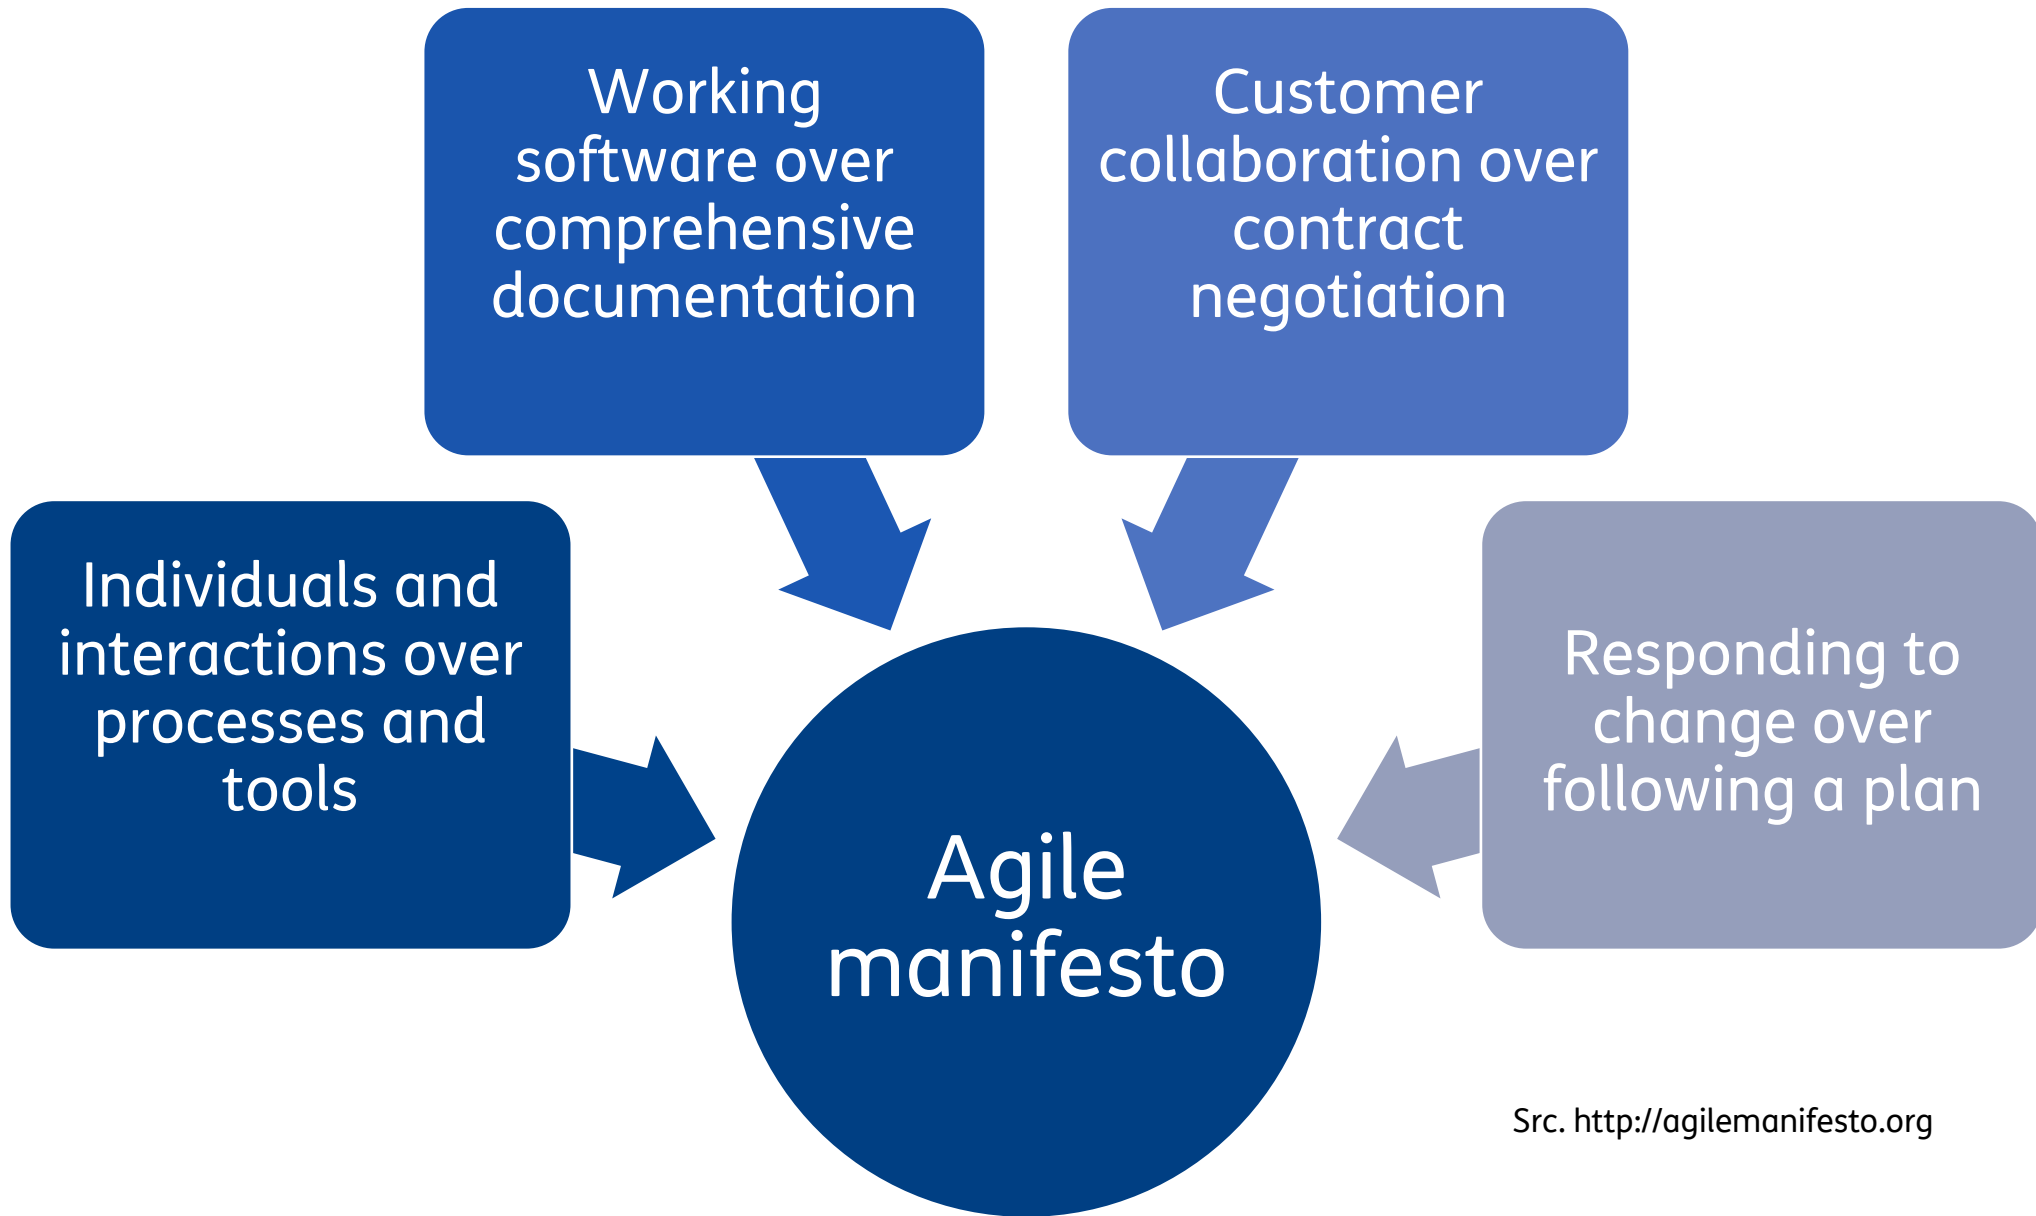 Working
software over
comprehensive
documentation
Customer
collaboration over
contract
negotiation
Individuals and
interactions over
processes and
tools
Responding to
change over
following a plan
Agile
manifesto
Src. http://agilemanifesto.org